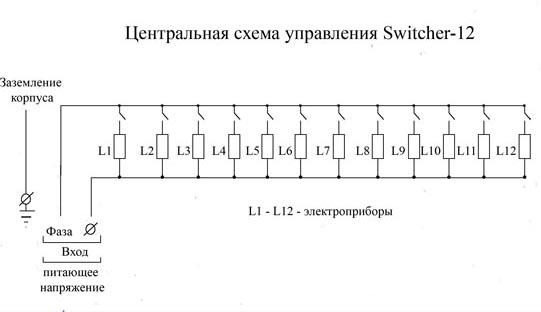 Центральная схема управления Switcher-12
Заземление
корпуса
L1 L2 L3 L4 L5 L6 L7 L8 L9 L10 L11 L12
L1 - L12 - электроприборы
Фаза
Вход
питающее
напряжение